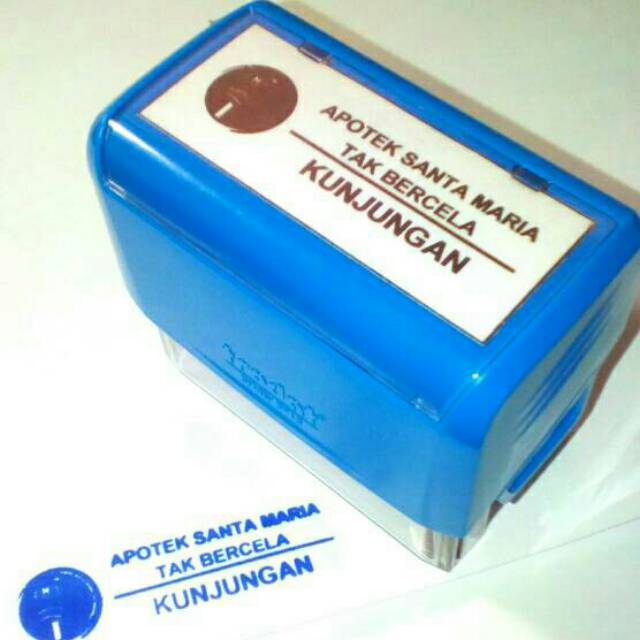 APOTEK SANTA MARIA
TAK BERCELA
KUNJUNGAN
APOTEK SANTA MARIA
TAK BERCELA
KUNJUNGAN